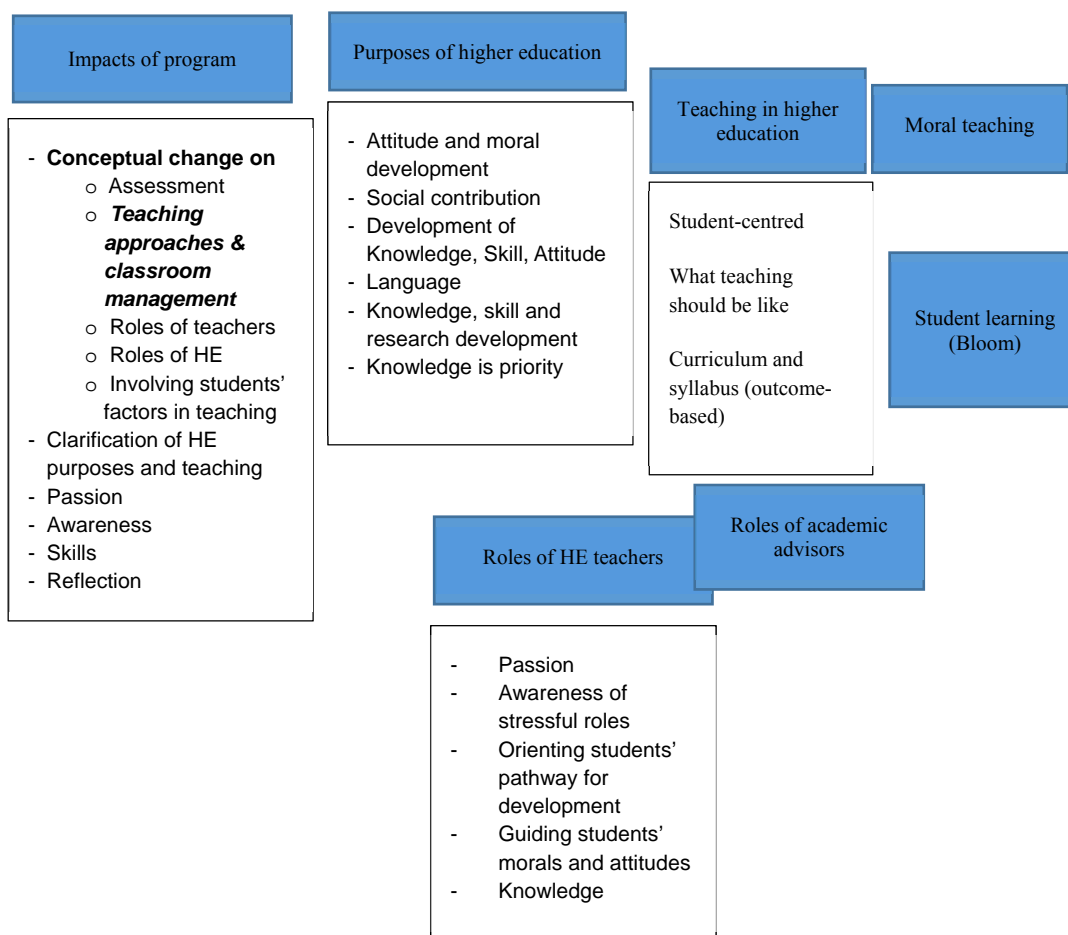 Impacts of program
- Conceptual change on
o Assessment
o Teaching
approaches &
classroom
management
o Roles of teachers
o Roles of HE
o Involving students’
factors in teaching
- Clarification of HE
purposes and teaching
- Passion
- Awareness
- Skills
- Reflection
Purposes of higher education
- Attitude and moral
development
- Social contribution
- Development of
Knowledge, Skill, Attitude
- Language
- Knowledge, skill and
research development
- Knowledge is priority
Teaching in higher
education
Student-centred
What teaching
should be like
Curriculum and
syllabus (outcome-
based)
Moral teaching
Student learning
(Bloom)
Roles of HE teachers
- Passion
- Awareness of
stressful roles
- Orienting students’
pathway for
development
- Guiding students’
morals and attitudes
- Knowledge
Roles of academic
advisors